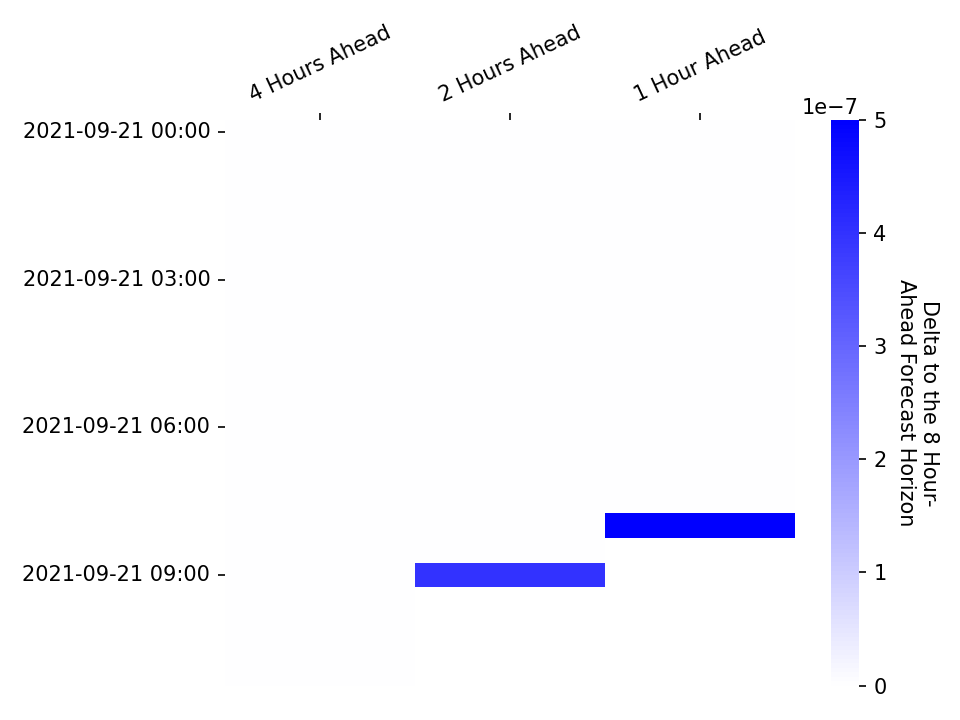 4 Hours Ahead
2 Hours Ahead
1 Hour Ahead
2021-09-21 00:00
2021-09-21 03:00
2021-09-21 06:00
2021-09-21 09:00
1e−7
5
4
3
2
1
0
Delta to the 8 Hour-
Ahead Forecast Horizon